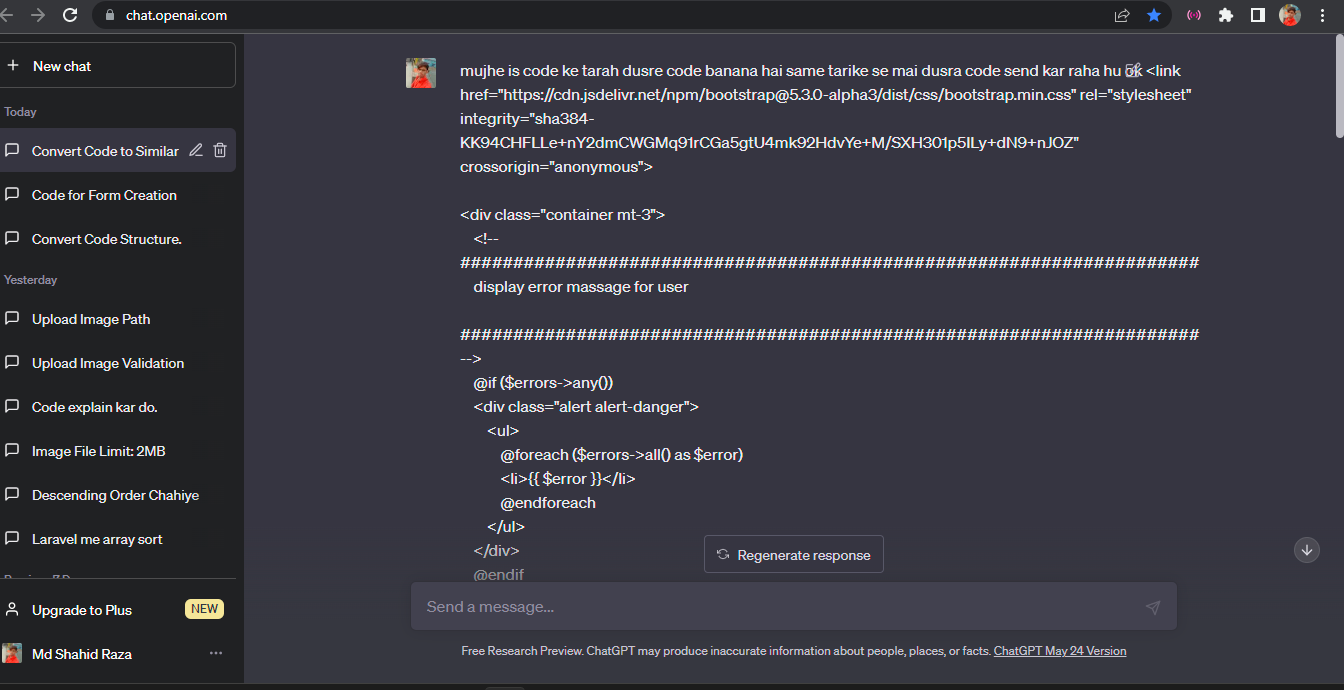 chat.openai.com
New chat
Today
Convert Code to Similar
Code for Form Creation
Convert Code Structure.
Yesterday
Upload Image Path
Upload Image Validation
Code explain kar do.
Image File Limit: 2MB
Descending Order Chahiye
Laravel me array sort
Upgrade to Plus NEW
Md Shahid Raza
mujhe is code ke tarah dusre code banana hai same tarike se mai dusra code send kar raha hu ok <link
href="https://cdn.jsdelivr.net/npm/bootstrap@5.3.0-alpha3/dist/css/bootstrap.min.css" rel="stylesheet"
integrity="sha384-
KK94CHFLLe+nY2dmCWGMq91rCGa5gtU4mk92HdvYe+M/SXH301p5ILy+dN9+nJOZ"
crossorigin="anonymous">
<div class="container mt-3">
<!--
######################################################################
display error massage for user
######################################################################
-->
@if ($errors->any())
<div class="alert alert-danger">
<ul>
@foreach ($errors->all() as $error)
<li>{{ $error }}</li>
@endforeach
</ul>
</div>
@endif
Regenerate response
Send a message...
Free Research Preview. ChatGPT may produce inaccurate information about people, places, or facts. ChatGPT May 24 Version